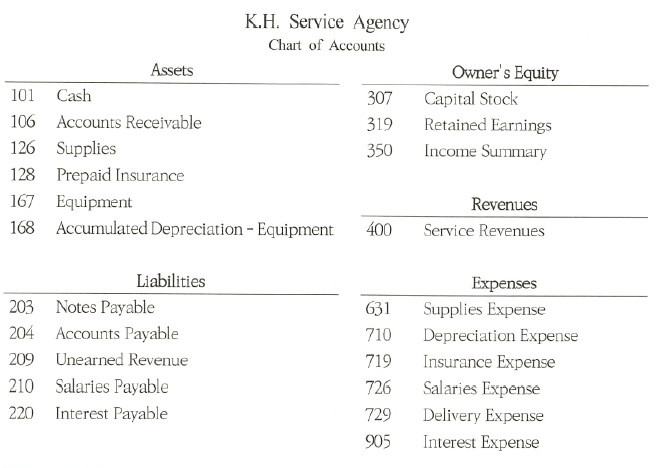 K.H. Service Agency
Chart of Accounts
Assets
101 Cash
106 Accounts Receivable
126 Supplies
128 Prepaid Insurance
167 Equipment
168 Accumulated Depreciation - Equipment
Liabilities
203 Notes Payable
204 Accounts Payable
209 Unearned Revenue
210 Salaries Payable
220 Interest Payable
Owner's Equity
307 Capital Stock
319 Retained Earnings
350 Income Summary
Revenues
400 Service Revenues
Expenses
631 Supplies Expense
710 Depreciation Expense
719 Insurance Expense
726 Salaries Expense
729 Delivery Expense
905 Interest Expense